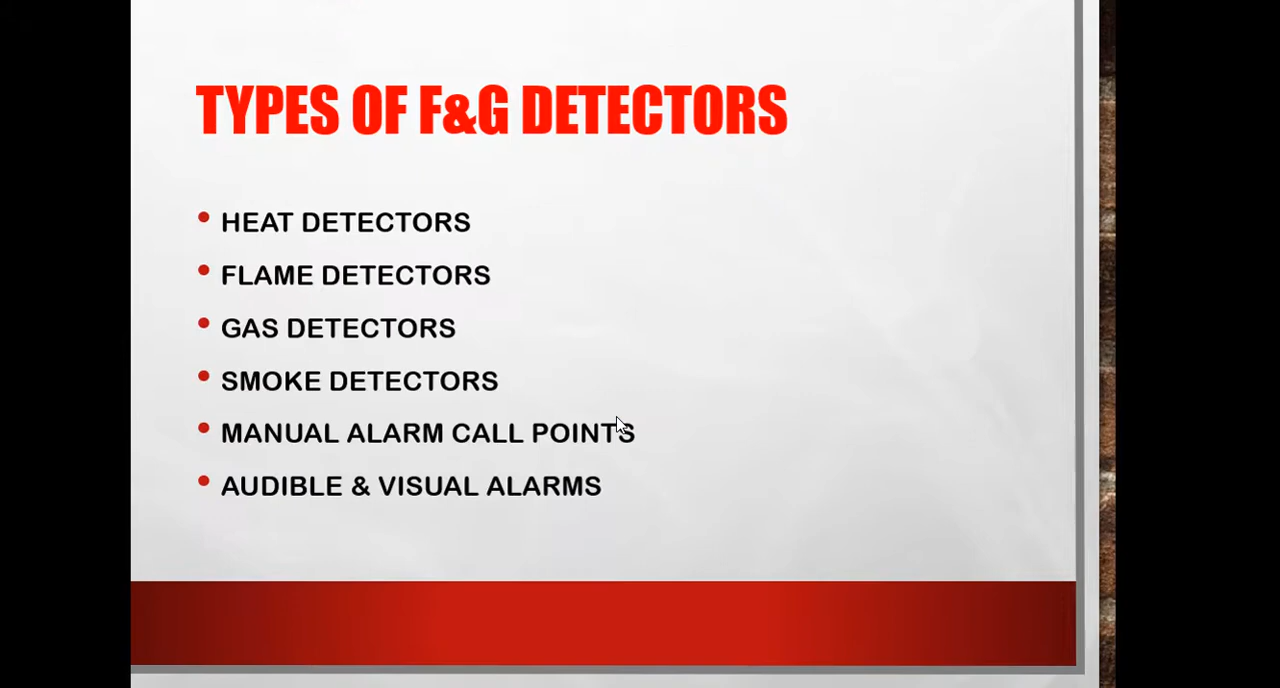 TYPES OF F&G DETECTORS
• HEAT DETECTORS
• FLAME DETECTORS
• GAS DETECTORS
• SMOKE DETECTORS
• MANUAL ALARM CALL POINTS
• AUDIBLE & VISUAL ALARMS